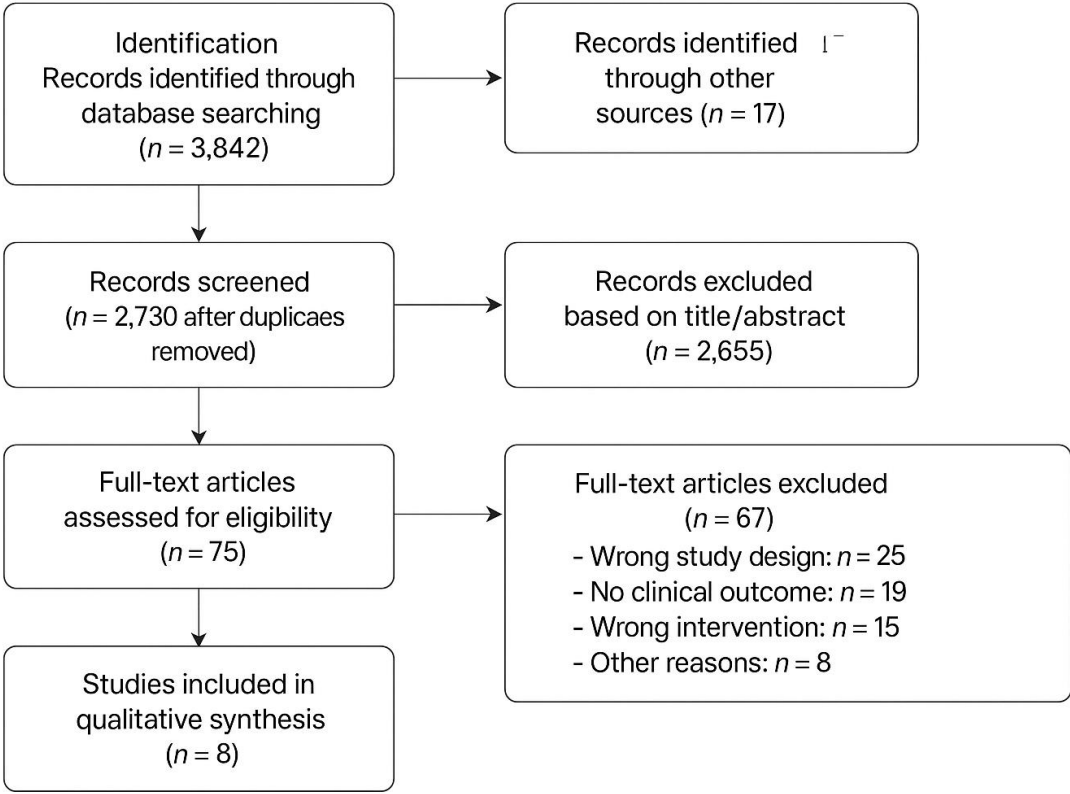 Identification
Records identified through
database searching
(n = 3,842)
Records identified
through other
sources (n = 17)
Records screened
(n = 2,730 after duplicaes
removed)
Records excluded
based on title/abstract
(n = 2,655)
Full-text articles
assessed for eligibility
(n = 75)
Full-text articles excluded
(n = 67)
- Wrong study design: n = 25
- No clinical outcome: n = 19
- Wrong intervention: n = 15
- Other reasons: n = 8
Studies included in
qualitative synthesis
(n = 8)